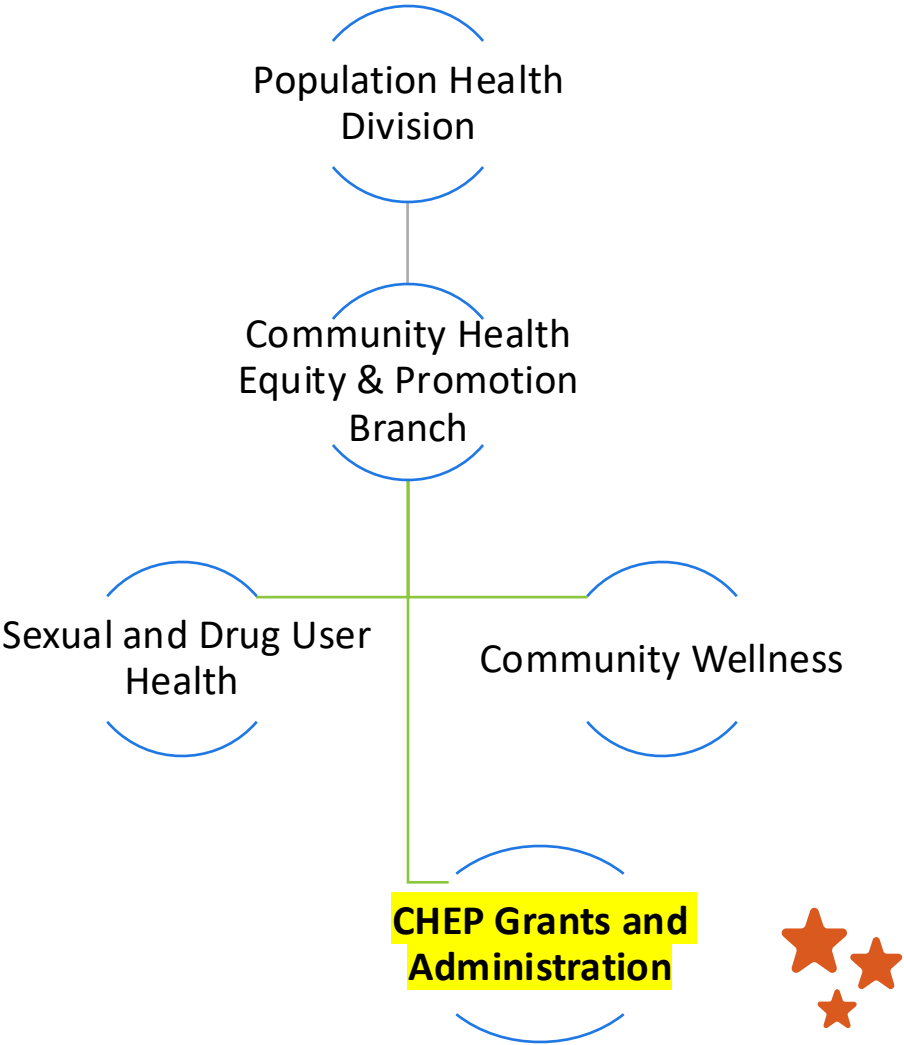 Population Health
Division
Community Health
Equity & Promotion
Branch
Sexual and Drug User
Health
Community Wellness
CHEP Grants and
Administration